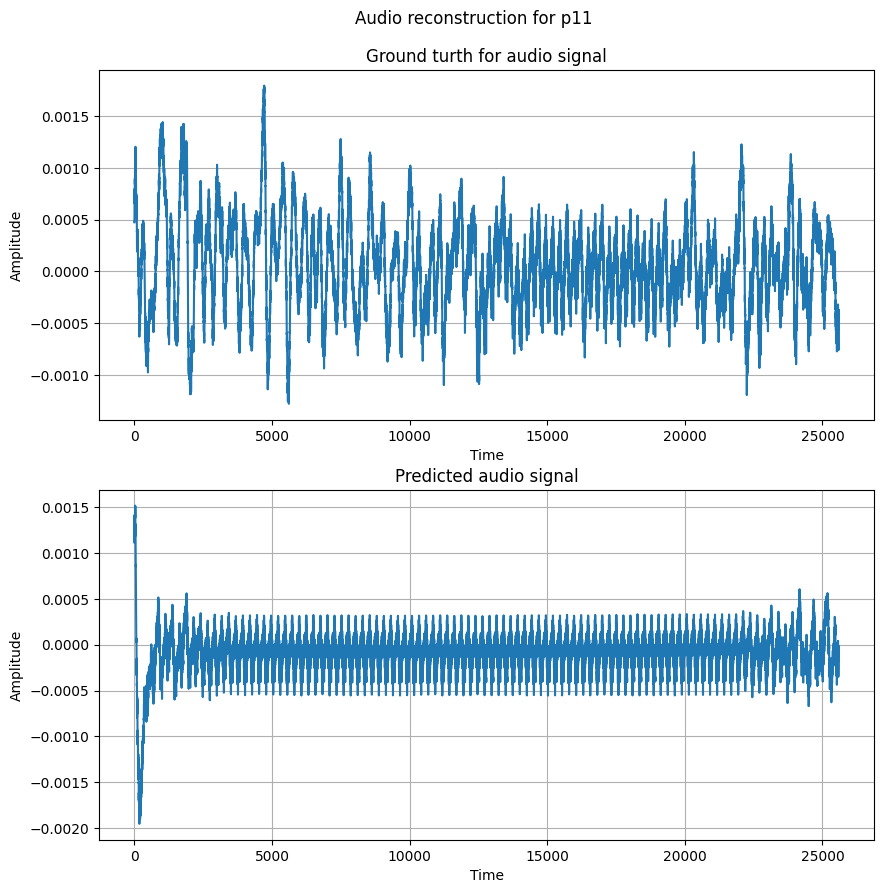 Audio reconstruction for p11
Ground turth for audio signal
Amplitude
0.0015
0.0010
0.0005
0.0000
−0.0005
−0.0010
0 5000 10000 15000 20000 25000
Time
Predicted audio signal
Amplitude
0.0015
0.0010
0.0005
0.0000
−0.0005
−0.0010
−0.0015
−0.0020
0 5000 10000 15000 20000 25000
Time